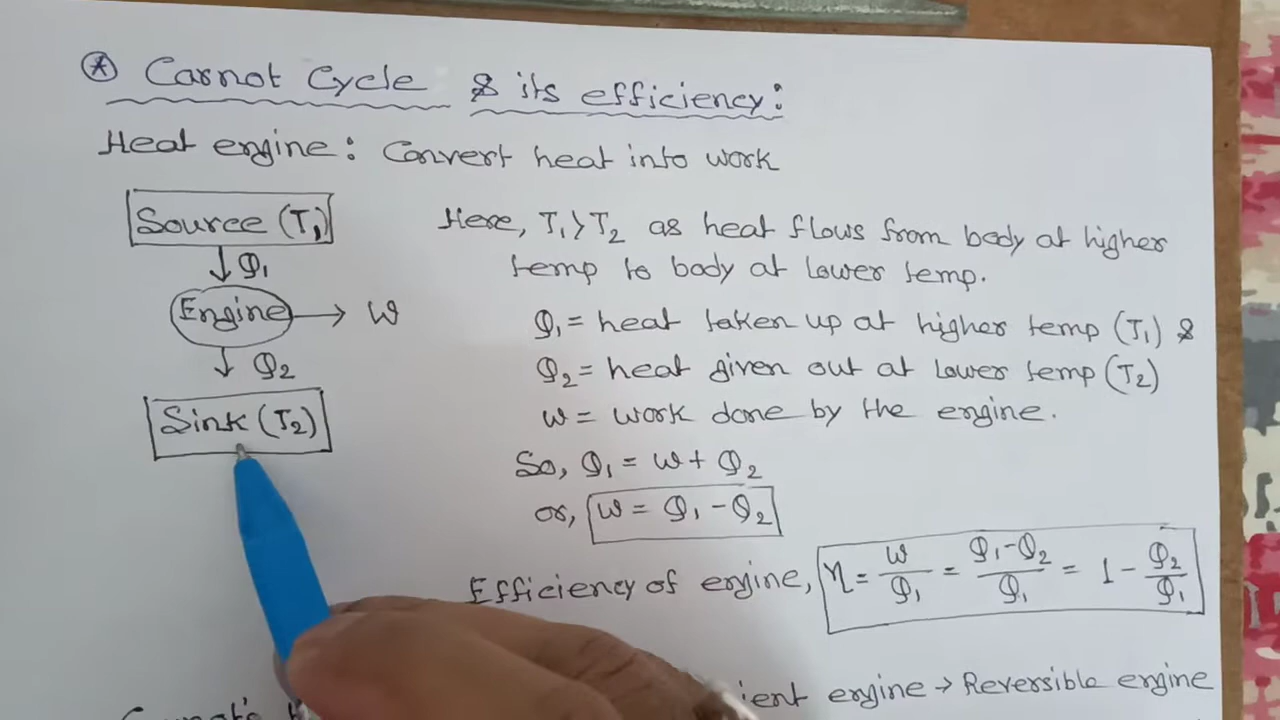 ⊛ Carnot Cycle & its efficiency:
Heat engine: Convert heat into work
Source (T₁)
↓ Q₁
Engine → W
↓ Q₂
Sink (T₂)
Here, T₁ > T₂ as heat flows from body at higher
temp to body at lower temp.
Q₁ = heat taken up at higher temp (T₁) &
Q₂ = heat given out at lower temp (T₂)
W = work done by the engine.
So, Q₁ = W + Q₂
or, W = Q₁ - Q₂
Efficiency of engine, η = W/Q₁ = (Q₁-Q₂)/Q₁ = 1 - Q₂/Q₁
Carnot's
engine → Reversible engine